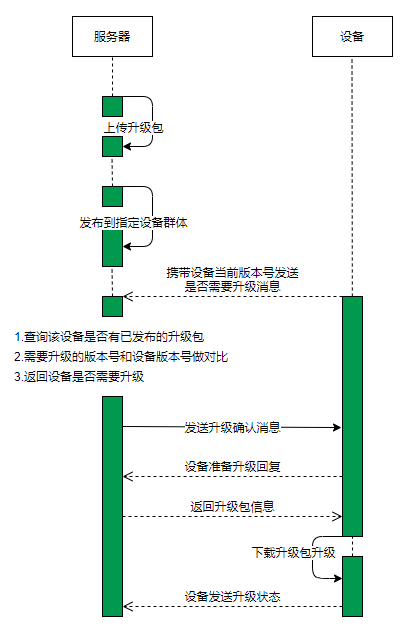 服务器
设备
上传升级包
发布到指定设备群体
携带设备当前版本号发送
是否需要升级消息
1.查询该设备是否有已发布的升级包
2.需要升级的版本号和设备版本号做对比
3.返回设备是否需要升级
发送升级确认消息
设备准备升级回复
返回升级包信息
下载升级包升级
设备发送升级状态